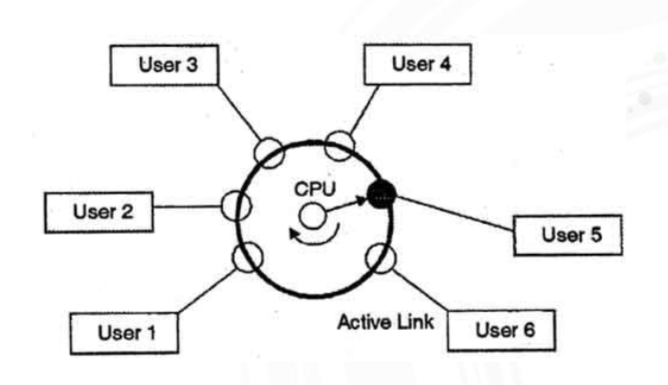 User 3
User 4
CPU
User 2
User 5
Active Link
User 1
User 6